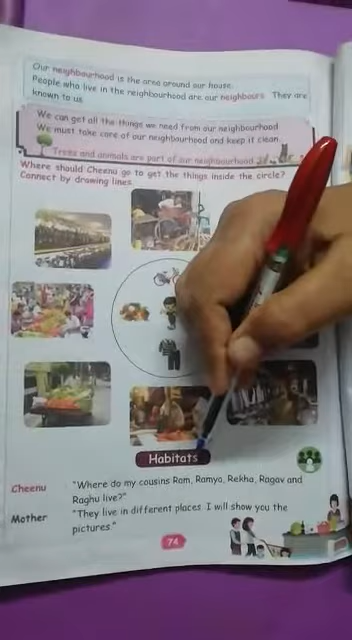 Our neighbourhood is the area around our house.
People who live in the neighbourhood are our neighbours. They are
known to us.
We can get all the things we need from our neighbourhood
We must take care of our neighbourhood and keep it clean.
Trees and animals are part of our neighbourhood
Where should Cheenu go to get the things inside the circle?
Connect by drawing lines.
Habitats
Cheenu "Where do my cousins Ram, Ramya, Rekha, Ragav and
Raghu live?"
Mother "They live in different places. I will show you the
pictures."
74